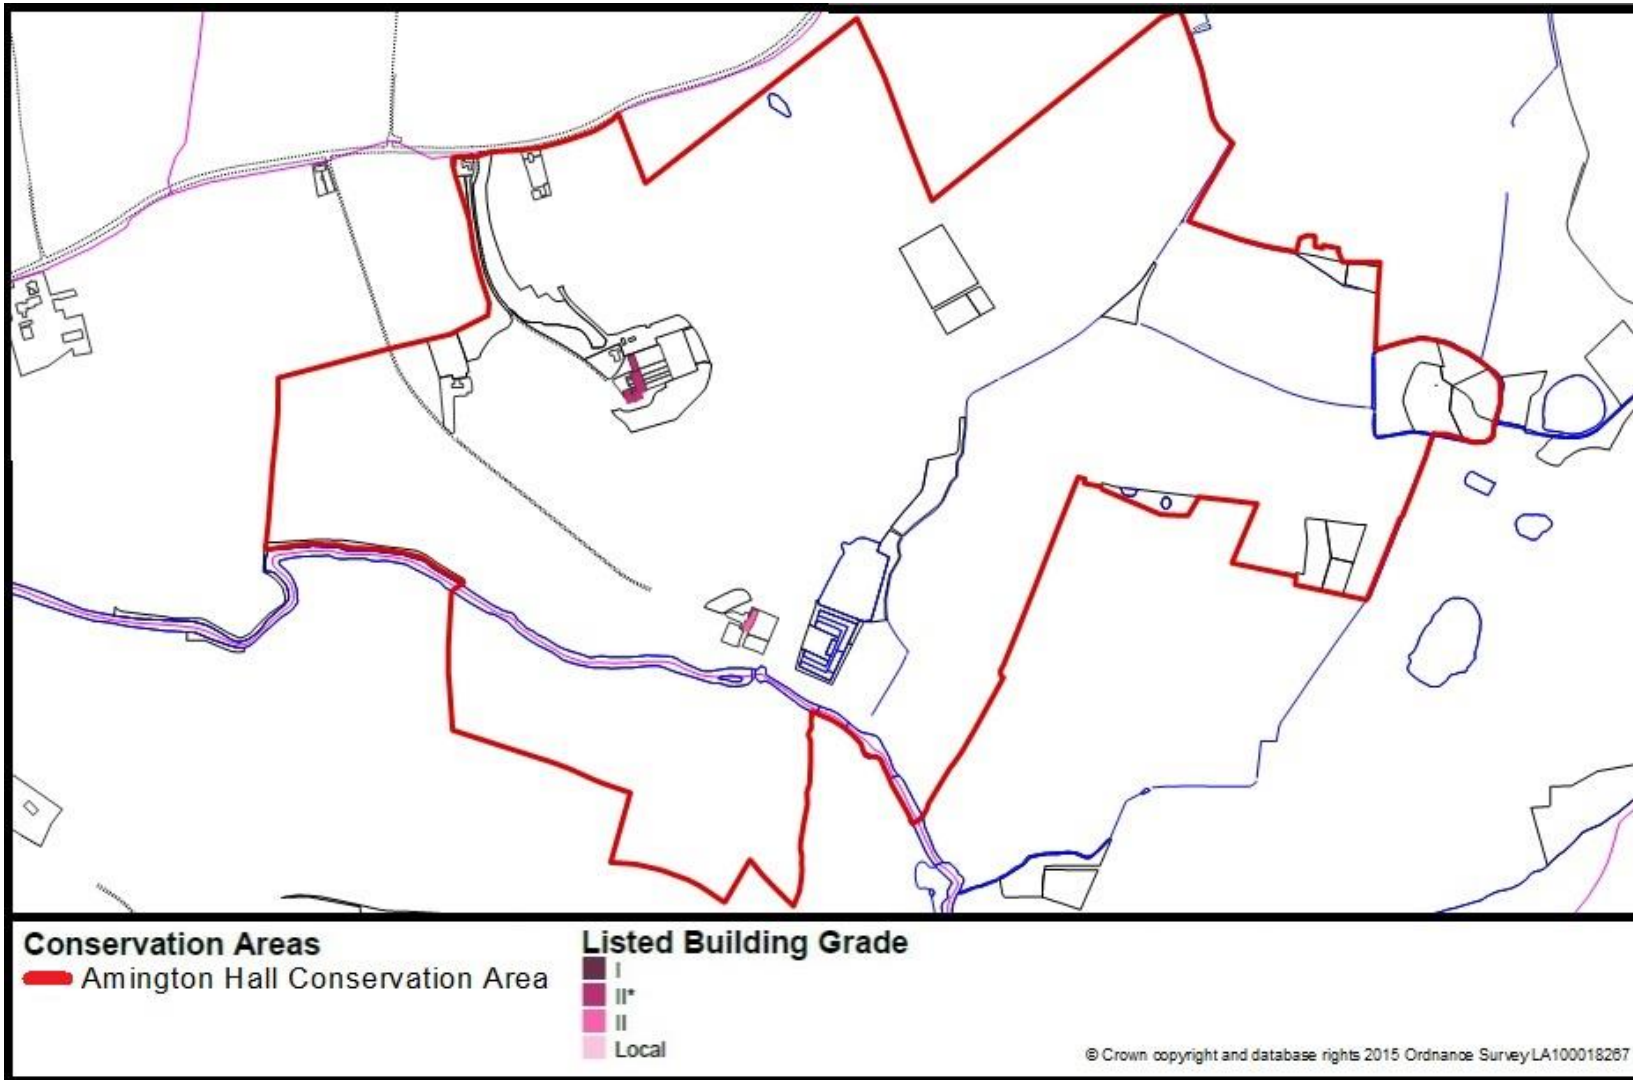 Conservation Areas
Amington Hall Conservation Area
Listed Building Grade
I
II*
II
Local
© Crown copyright and database rights 2015 Ordnance Survey LA100018267